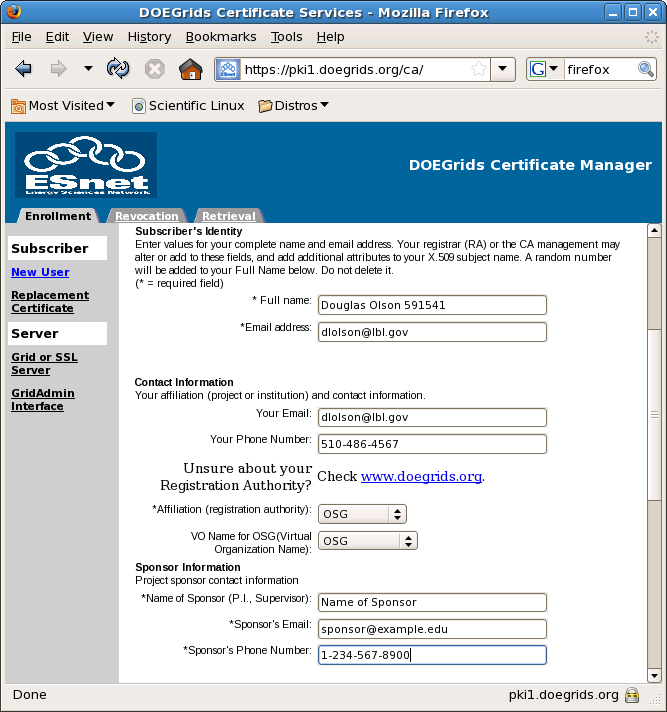 DOEGrids Certificate Services - Mozilla Firefox
File Edit View History Bookmarks Tools Help
https://pki1.doegrids.org/ca/ G firefox
Most Visited Scientific Linux Distros
ESnet
Energy Sciences Network
DOEGrids Certificate Manager
Enrollment Revocation Retrieval
Subscriber
New User
Replacement
Certificate
Server
Grid or SSL
Server
GridAdmin
Interface
Subscriber's Identity
Enter values for your complete name and email address. Your registrar (RA) or the CA management may
alter or add to these fields, and add additional attributes to your X.509 subject name. A random number
will be added to your Full Name below. Do not delete it.
(* = required field)
* Full name: Douglas Olson 591541
*Email address: dlolson@lbl.gov
Contact Information
Your affiliation (project or institution) and contact information.
Your Email: dlolson@lbl.gov
Your Phone Number: 510-486-4567
Unsure about your
Registration Authority? Check www.doegrids.org.
*Affiliation (registration authority): OSG
VO Name for OSG(Virtual
Organization Name): OSG
Sponsor Information
Project sponsor contact information
*Name of Sponsor (P.I., Supervisor): Name of Sponsor
*Sponsor's Email: sponsor@example.edu
*Sponsor's Phone Number: 1-234-567-8900
Done pki1.doegrids.org